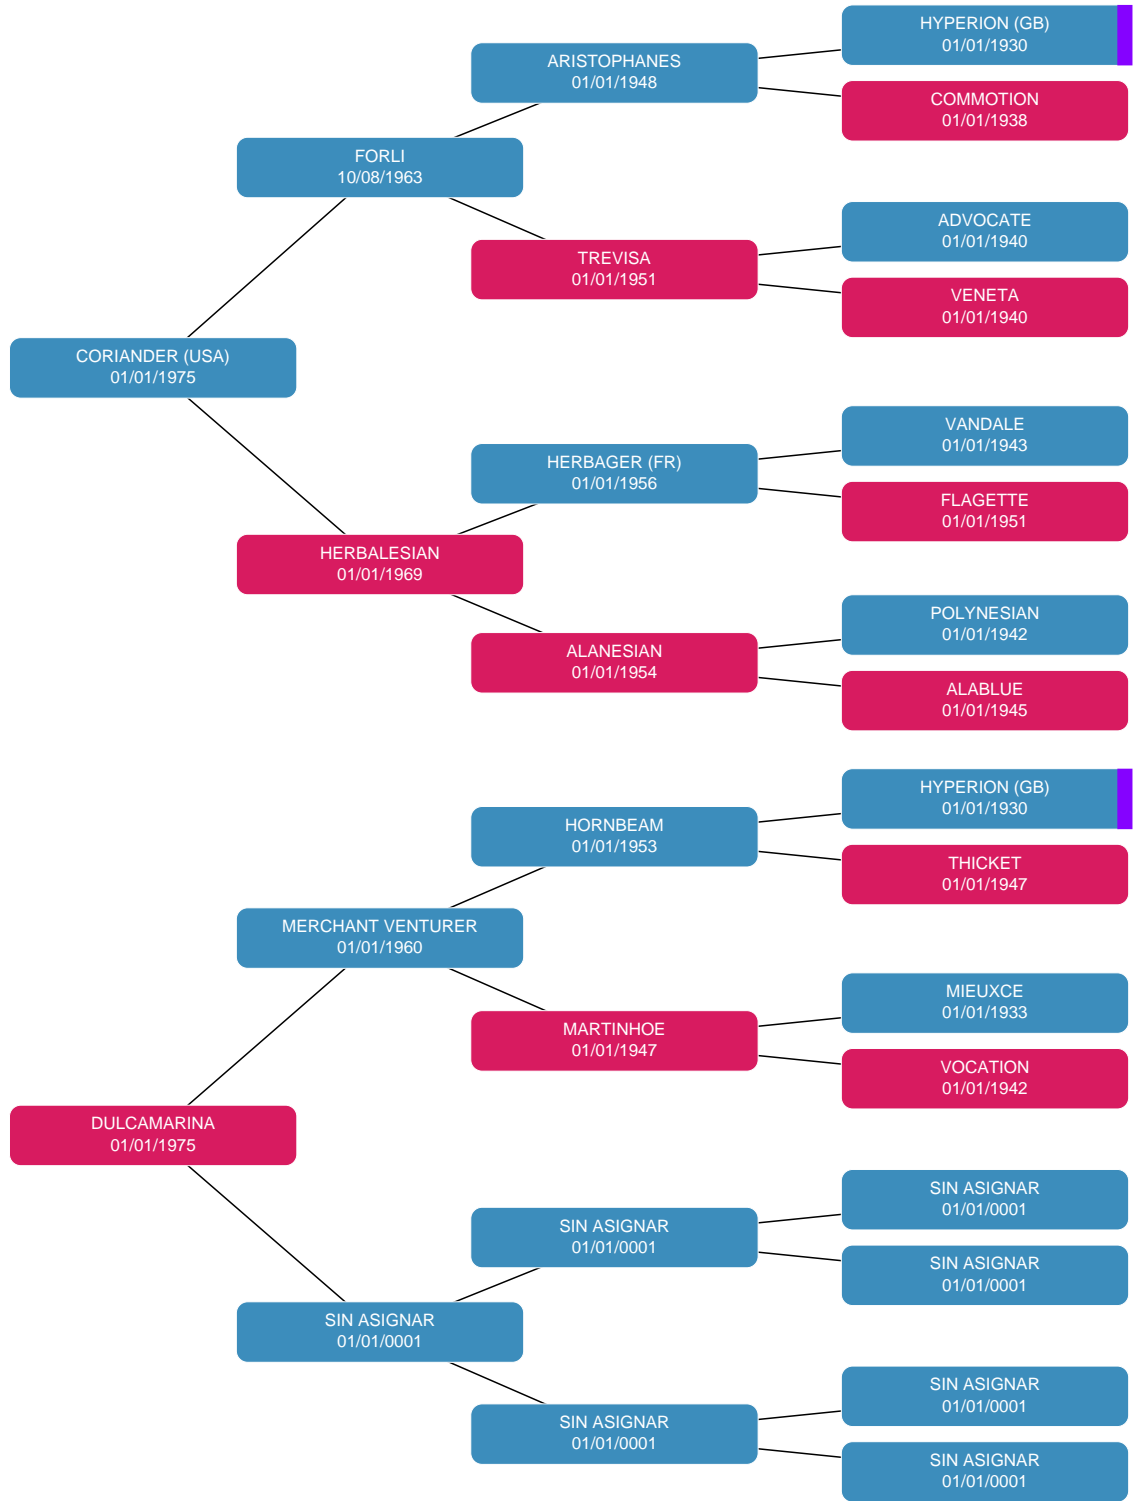 HYPERION (GB)
01/01/1930
ARISTOPHANES
01/01/1948
COMMOTION
01/01/1938
FORLI
10/08/1963
ADVOCATE
01/01/1940
TREVISA
01/01/1951
VENETA
01/01/1940
CORIANDER (USA)
01/01/1975
VANDALE
01/01/1943
HERBAGER (FR)
01/01/1956
FLAGETTE
01/01/1951
HERBALESIAN
01/01/1969
POLYNESIAN
01/01/1942
ALANESIAN
01/01/1954
ALABLUE
01/01/1945
HYPERION (GB)
01/01/1930
HORNBEAM
01/01/1953
THICKET
01/01/1947
MERCHANT VENTURER
01/01/1960
MIEUXCE
01/01/1933
MARTINHOE
01/01/1947
VOCATION
01/01/1942
DULCAMARINA
01/01/1975
SIN ASIGNAR
01/01/0001
SIN ASIGNAR
01/01/0001
SIN ASIGNAR
01/01/0001
SIN ASIGNAR
01/01/0001
SIN ASIGNAR
01/01/0001
SIN ASIGNAR
01/01/0001
SIN ASIGNAR
01/01/0001